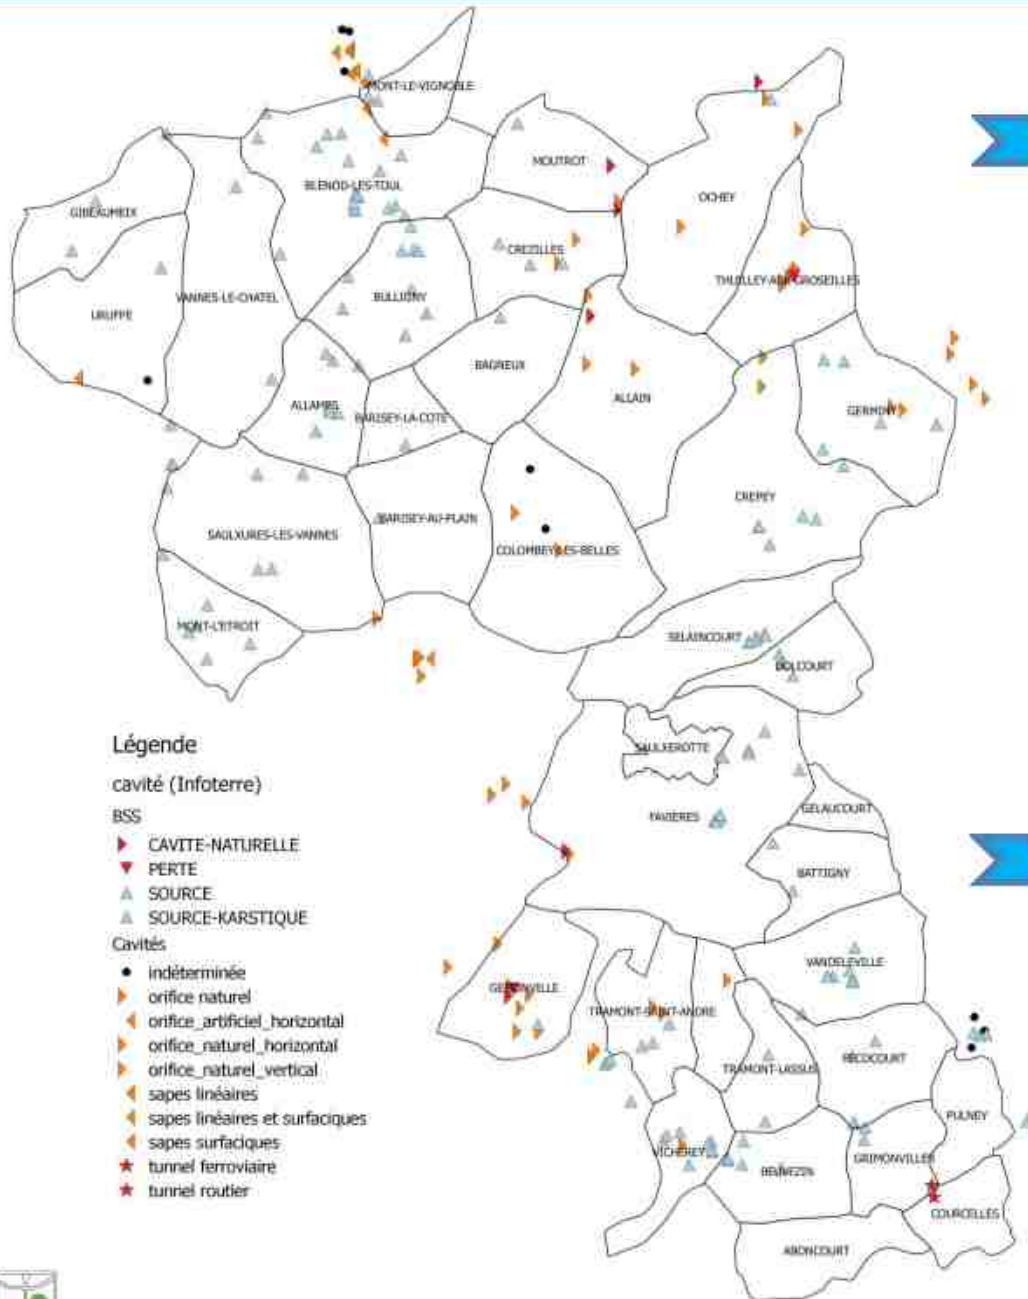 MONT-LE-VIGNOBLE
MOUTROT
BLENOD-LES-TOUL
OCHEY
GIBEAUMEIX
CREZILLES
THUILLEY-AUX-GROSEILLES
VANNES-LE-CHATEL
BULLIGNY
URUFFE
BAGNEUX
ALLAIN
ALLAMPS
BARISEY-LA-COTE
GERMINY
CREPEY
BARISEY-AU-PLAIN
SAULXURES-LES-VANNES
COLOMBEY-LES-BELLES
MONT-L'ETROIT
SELAINCOURT
DOLCOURT
SAULXEROTTE
GELAUCOURT
FAVIERES
BATTIGNY
VANDELEVILLE
TRAMONT-SAINT-ANDRE
TRAMONT-LASSUS
PULNEY
VICHEREY
GRIMONVILLER
BEUVEZIN
COURCELLES
ABONCOURT
Légende
cavité (Infoterre)
BSS
CAVITE-NATURELLE
PERTE
SOURCE
SOURCE-KARSTIQUE
Cavités
indéterminée
orifice naturel
orifice_artificiel_horizontal
orifice_naturel_horizontal
orifice_naturel_vertical
sapes linéaires
sapes linéaires et surfaciques
sapes surfaciques
tunnel ferroviaire
tunnel routier